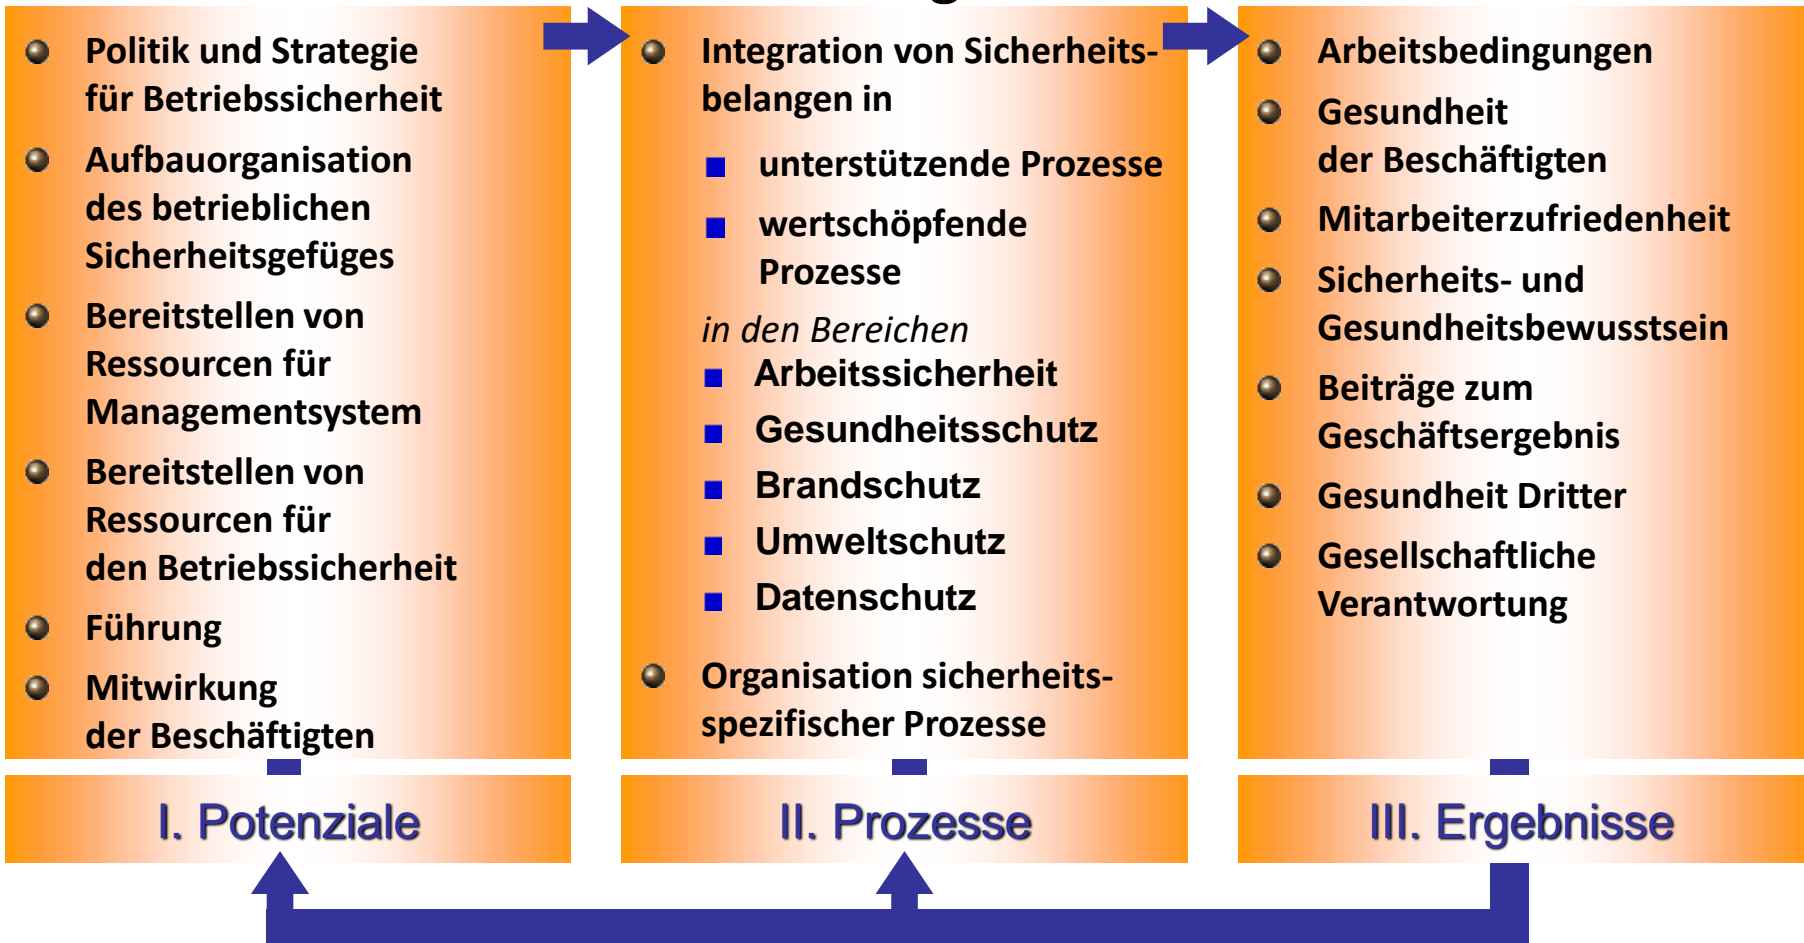 Politik und Strategie
für Betriebssicherheit
Aufbauorganisation
des betrieblichen
Sicherheitsgefüges
Bereitstellen von
Ressourcen für
Managementsystem
Bereitstellen von
Ressourcen für
den Betriebssicherheit
Führung
Mitwirkung
der Beschäftigten
I. Potenziale
Integration von Sicherheits-
belangen in
unterstützende Prozesse
wertschöpfende
Prozesse
in den Bereichen
Arbeitssicherheit
Gesundheitsschutz
Brandschutz
Umweltschutz
Datenschutz
Organisation sicherheits-
spezifischer Prozesse
II. Prozesse
Arbeitsbedingungen
Gesundheit
der Beschäftigten
Mitarbeiterzufriedenheit
Sicherheits- und
Gesundheitsbewusstsein
Beiträge zum
Geschäftsergebnis
Gesundheit Dritter
Gesellschaftliche
Verantwortung
III. Ergebnisse